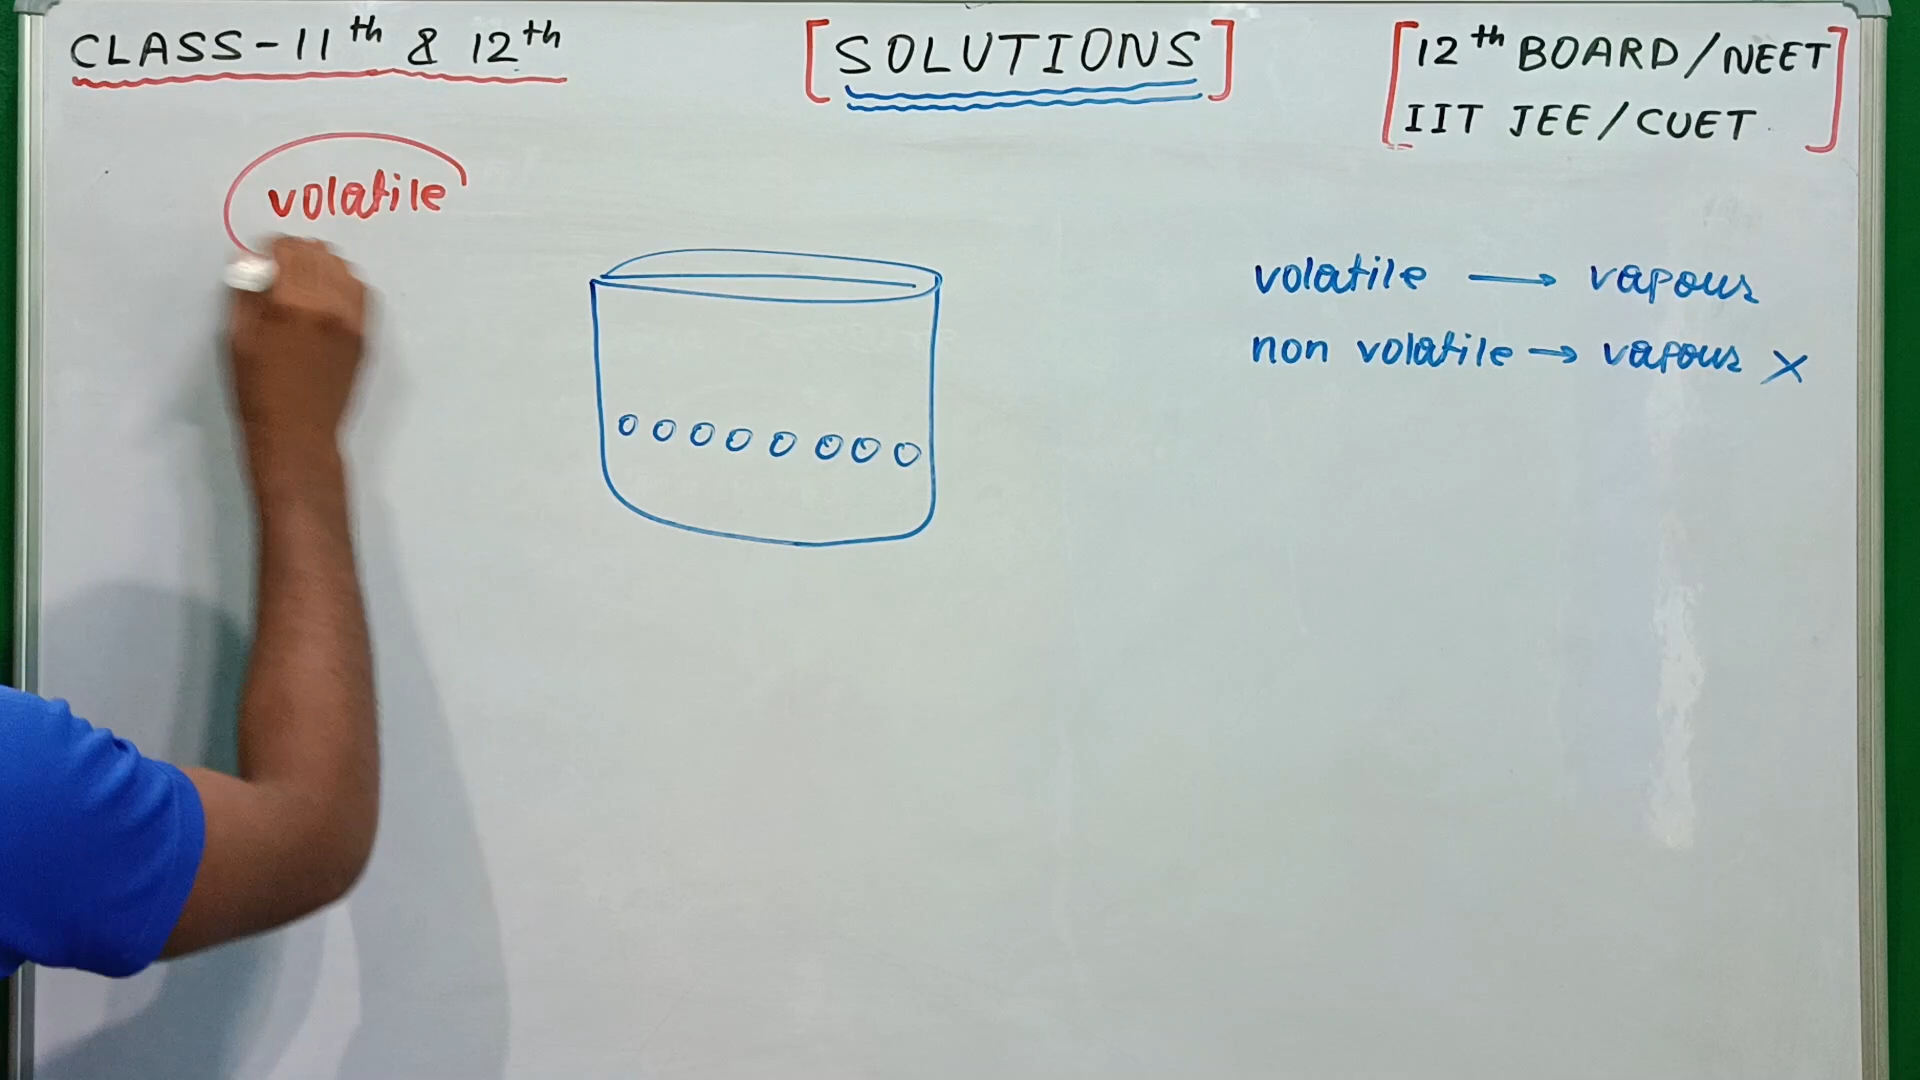 CLASS-11th & 12th
[SOLUTIONS]
[12th BOARD/NEET
IIT JEE/CUET]
volatile
volatile → vapour
non volatile → vapour X